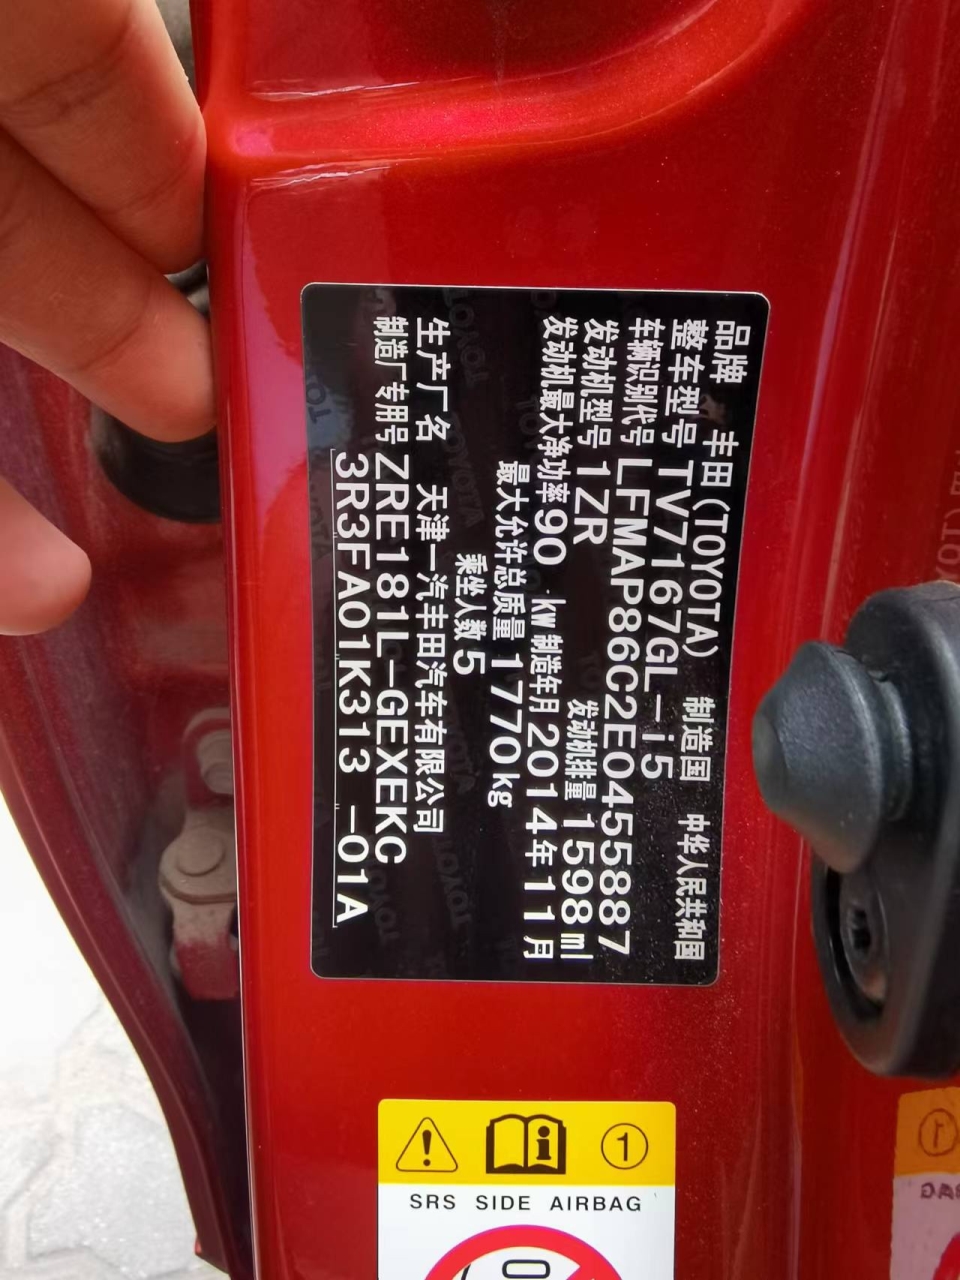 品牌 丰田(TOYOTA) 制造国 中华人民共和国
整车型号 TV7167GL-i5
车辆识别代号 LFMAP86C2E0455887
发动机型号 1ZR 发动机排量 1598ml
发动机最大净功率 90 kw 制造年月 2014年11月
最大允许总质量 1770kg
乘坐人数 5
生产厂名 天津一汽丰田汽车有限公司
制造厂专用号 ZRE181L-GEXEKC
3R3FA01K313 -01A
1
SRS SIDE AIRBAG